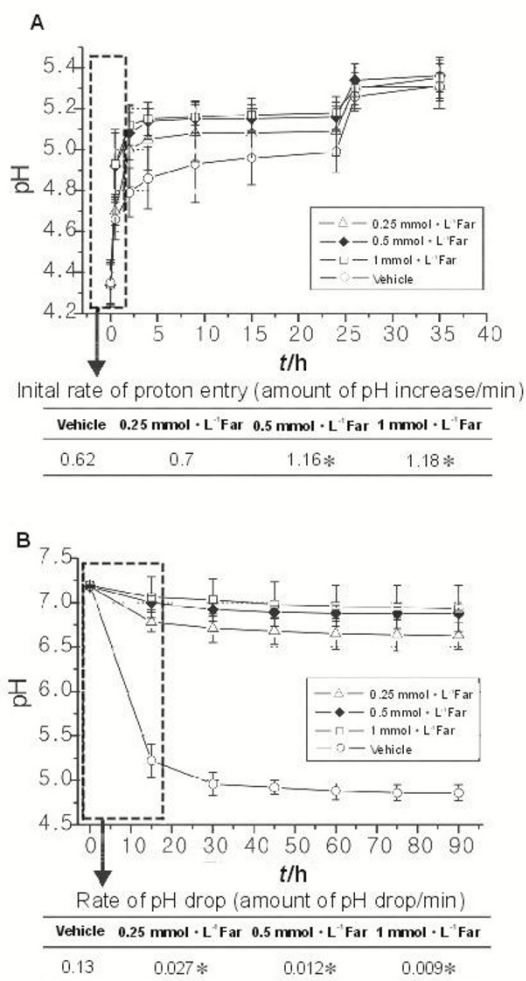 A
5.4
5.2
5.0
4.8
4.6
4.4
4.2
pH
0.25 mmol · L⁻¹Far
0.5 mmol · L⁻¹Far
1 mmol · L⁻¹Far
Vehicle
0 5 10 15 20 25 30 35 40
t/h
Inital rate of proton entry (amount of pH increase/min)
Vehicle 0.25 mmol · L⁻¹Far 0.5 mmol · L⁻¹Far 1 mmol · L⁻¹Far
0.62 0.7 1.16* 1.18*
B
7.5
7.0
6.5
6.0
5.5
5.0
4.5
pH
0.25 mmol · L⁻¹Far
0.5 mmol · L⁻¹Far
1 mmol · L⁻¹Far
Vehicle
0 10 20 30 40 50 60 70 80 90
t/h
Rate of pH drop (amount of pH drop/min)
Vehicle 0.25 mmol · L⁻¹Far 0.5 mmol · L⁻¹Far 1 mmol · L⁻¹Far
0.13 0.027* 0.012* 0.009*